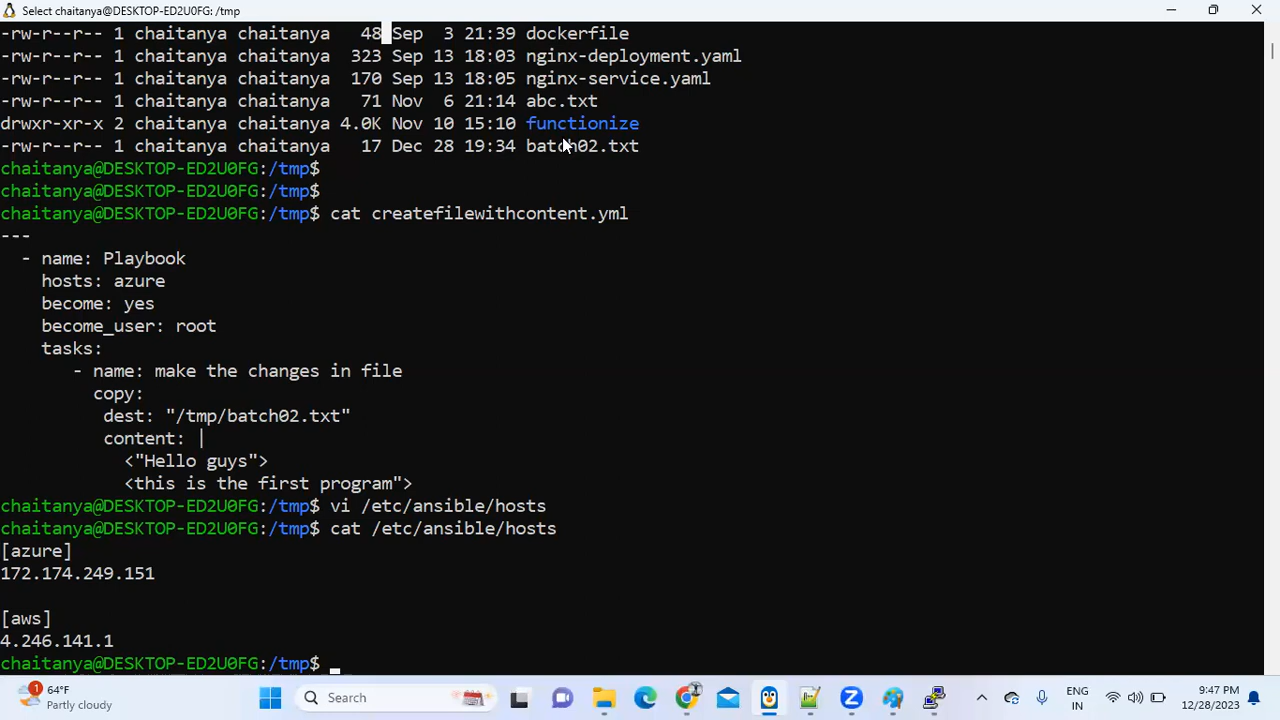 Select chaitanya@DESKTOP-ED2U0FG: /tmp
-rw-r--r-- 1 chaitanya chaitanya   48 Sep  3 21:39 dockerfile
-rw-r--r-- 1 chaitanya chaitanya  323 Sep 13 18:03 nginx-deployment.yaml
-rw-r--r-- 1 chaitanya chaitanya  170 Sep 13 18:05 nginx-service.yaml
-rw-r--r-- 1 chaitanya chaitanya   71 Nov  6 21:14 abc.txt
drwxr-xr-x 2 chaitanya chaitanya 4.0K Nov 10 15:10 functionize
-rw-r--r-- 1 chaitanya chaitanya   17 Dec 28 19:34 batch02.txt
chaitanya@DESKTOP-ED2U0FG:/tmp$
chaitanya@DESKTOP-ED2U0FG:/tmp$
chaitanya@DESKTOP-ED2U0FG:/tmp$ cat createfilewithcontent.yml
---
  - name: Playbook
    hosts: azure
    become: yes
    become_user: root
    tasks:
       - name: make the changes in file
         copy:
          dest: "/tmp/batch02.txt"
          content: |
            <"Hello guys">
            <this is the first program">
chaitanya@DESKTOP-ED2U0FG:/tmp$ vi /etc/ansible/hosts
chaitanya@DESKTOP-ED2U0FG:/tmp$ cat /etc/ansible/hosts
[azure]
172.174.249.151

[aws]
4.246.141.1
chaitanya@DESKTOP-ED2U0FG:/tmp$
1
64°F
Partly cloudy
Search
ENG
IN
9:47 PM
12/28/2023